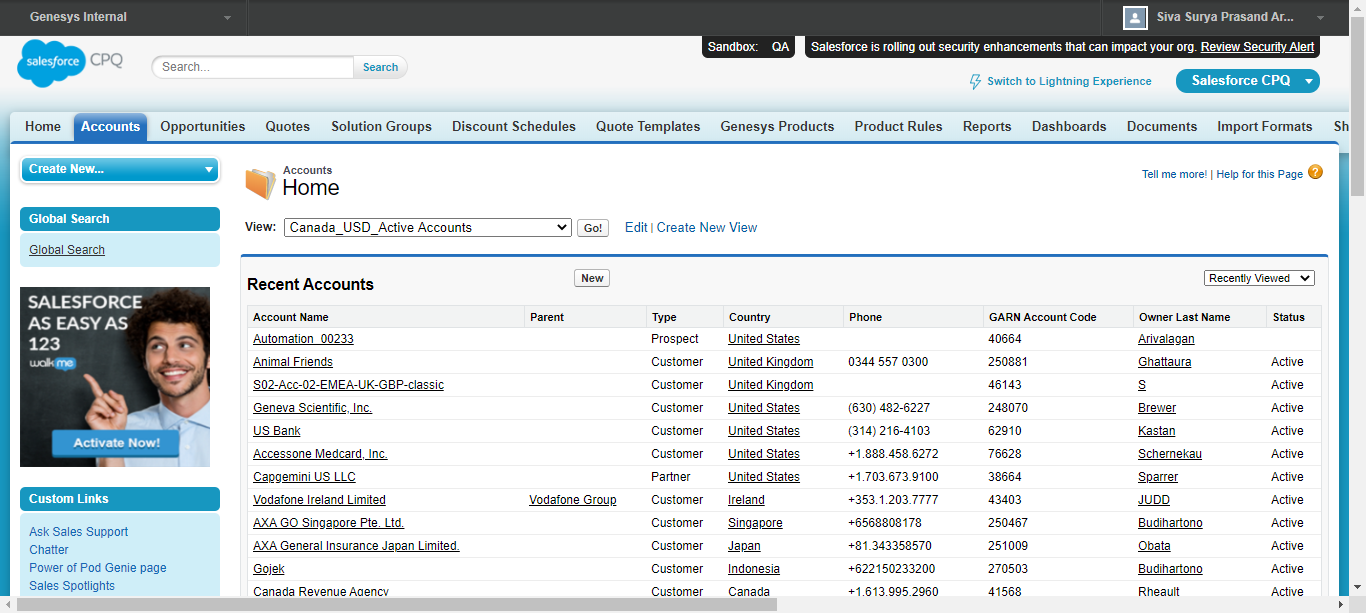 Genesys Internal
Siva Surya Prasand Ar...
salesforce CPQ
Search...
Search
Sandbox: QA
Salesforce is rolling out security enhancements that can impact your org. Review Security Alert
Switch to Lightning Experience
Salesforce CPQ
Home Accounts Opportunities Quotes Solution Groups Discount Schedules Quote Templates Genesys Products Product Rules Reports Dashboards Documents Import Formats Sh
Create New...
Global Search
Global Search
SALESFORCE
AS EASY AS
123
walkme
Activate Now!
Custom Links
Ask Sales Support
Chatter
Power of Pod Genie page
Sales Spotlights
Accounts
Home
Tell me more! | Help for this Page ?
View: Canada_USD_Active Accounts Go! Edit | Create New View
Recent Accounts New Recently Viewed
Account Name Parent Type Country Phone GARN Account Code Owner Last Name Status
Automation_00233 Prospect United States 40664 Arivalagan
Animal Friends Customer United Kingdom 0344 557 0300 250881 Ghattaura Active
S02-Acc-02-EMEA-UK-GBP-classic Customer United Kingdom 46143 S Active
Geneva Scientific, Inc. Customer United States (630) 482-6227 248070 Brewer Active
US Bank Customer United States (314) 216-4103 62910 Kastan Active
Accessone Medcard, Inc. Customer United States +1.888.458.6272 76628 Schernekau Active
Capgemini US LLC Partner United States +1.703.673.9100 38664 Sparrer Active
Vodafone Ireland Limited Vodafone Group Customer Ireland +353.1.203.7777 43403 JUDD Active
AXA GO Singapore Pte. Ltd. Customer Singapore +6568808178 250467 Budihartono Active
AXA General Insurance Japan Limited. Customer Japan +81.343358570 251009 Obata Active
Gojek Customer Indonesia +622150233200 270503 Budihartono Active
Canada Revenue Agency Customer Canada +1.613.995.2960 41568 Rheault Active